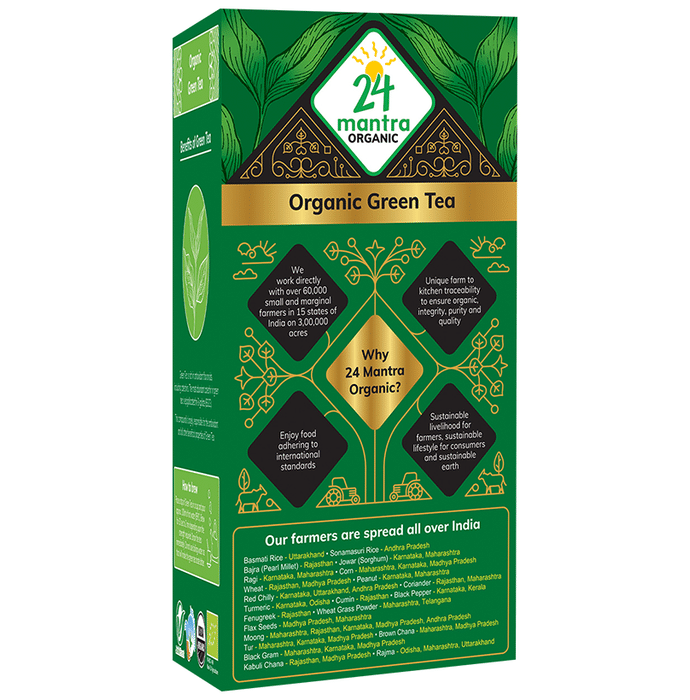 Organic
Green Tea
Benefits of Green Tea
How to brew
24
mantra
ORGANIC
Organic Green Tea
We
work directly
with over 60,000
small and marginal
farmers in 15 states of
India on 3,00,000
acres
Unique farm to
kitchen traceability
to ensure organic,
integrity, purity and
quality
Why
24 Mantra
Organic?
Enjoy food
adhering to
international
standards
Sustainable
livelihood for
farmers, sustainable
lifestyle for consumers
and sustainable
earth
Our farmers are spread all over India
Basmati Rice - Uttarakhand • Sonamasuri Rice - Andhra Pradesh
Bajra (Pearl Millet) - Rajasthan • Jowar (Sorghum) - Karnataka, Maharashtra
Ragi - Karnataka, Maharashtra • Corn - Maharashtra, Karnataka, Madhya Pradesh
Wheat - Rajasthan, Madhya Pradesh • Peanut - Karnataka, Maharashtra
Red Chilly - Karnataka, Uttarakhand, Andhra Pradesh • Coriander - Rajasthan, Maharashtra
Turmeric - Karnataka, Odisha • Cumin - Rajasthan • Black Pepper - Karnataka, Kerala
Fenugreek - Rajasthan • Wheat Grass Powder - Maharashtra, Telangana
Flax Seeds - Madhya Pradesh, Maharashtra
Moong - Maharashtra, Rajasthan, Karnataka, Madhya Pradesh, Andhra Pradesh
Tur - Maharashtra, Karnataka, Madhya Pradesh • Brown Chana - Maharashtra, Madhya Pradesh
Black Gram - Maharashtra, Karnataka, Madhya Pradesh
Kabuli Chana - Rajasthan, Madhya Pradesh • Rajma - Odisha, Maharashtra, Uttarakhand